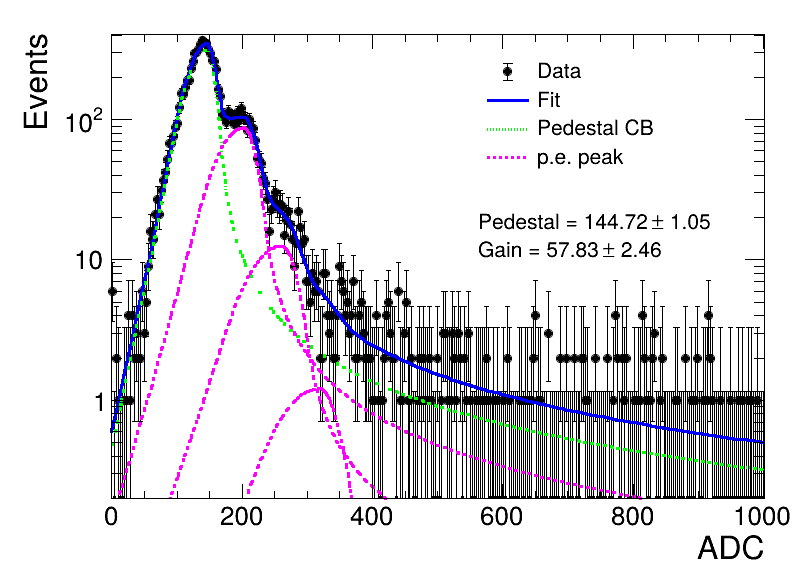 Events
10²
10
1
Data
Fit
Pedestal CB
p.e. peak
Pedestal = 144.72 ± 1.05
Gain = 57.83 ± 2.46
0 200 400 600 800 1000
ADC